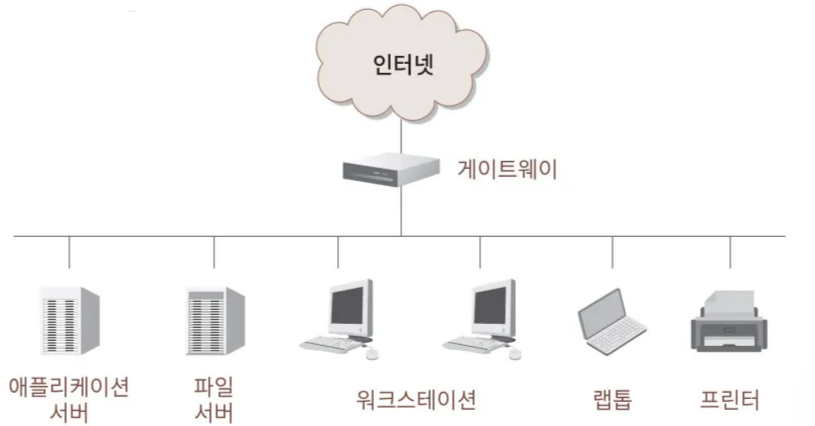 인터넷
게이트웨이
애플리케이션
서버
파일
서버
워크스테이션
랩톱
프린터